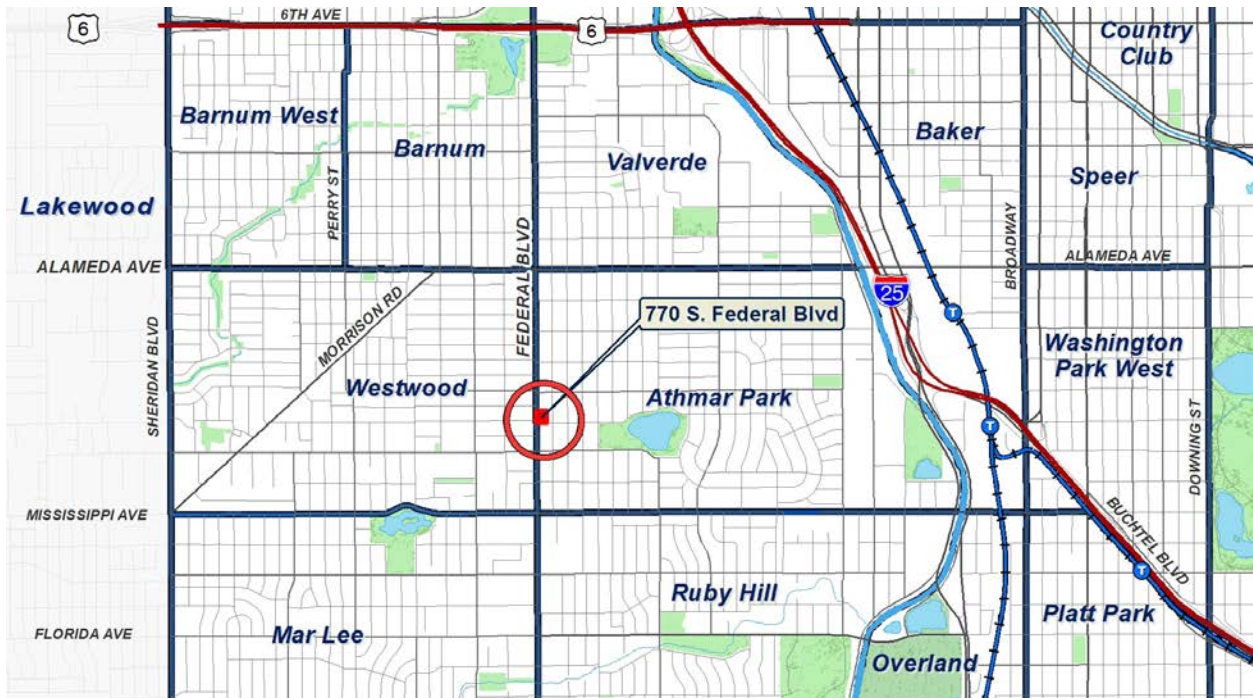 6TH AVE
6
6
Country
Club
Barnum West
Barnum
Valverde
Baker
Speer
Lakewood
PERRY ST
FEDERAL BLVD
BROADWAY
ALAMEDA AVE
ALAMEDA AVE
25
T
770 S. Federal Blvd
MORRISON RD
SHERIDAN BLVD
Westwood
Athmar Park
Washington
Park West
T
DOWNING ST
MISSISSIPPI AVE
BUCHTEL BLVD
T
Ruby Hill
Platt Park
FLORIDA AVE
Mar Lee
Overland